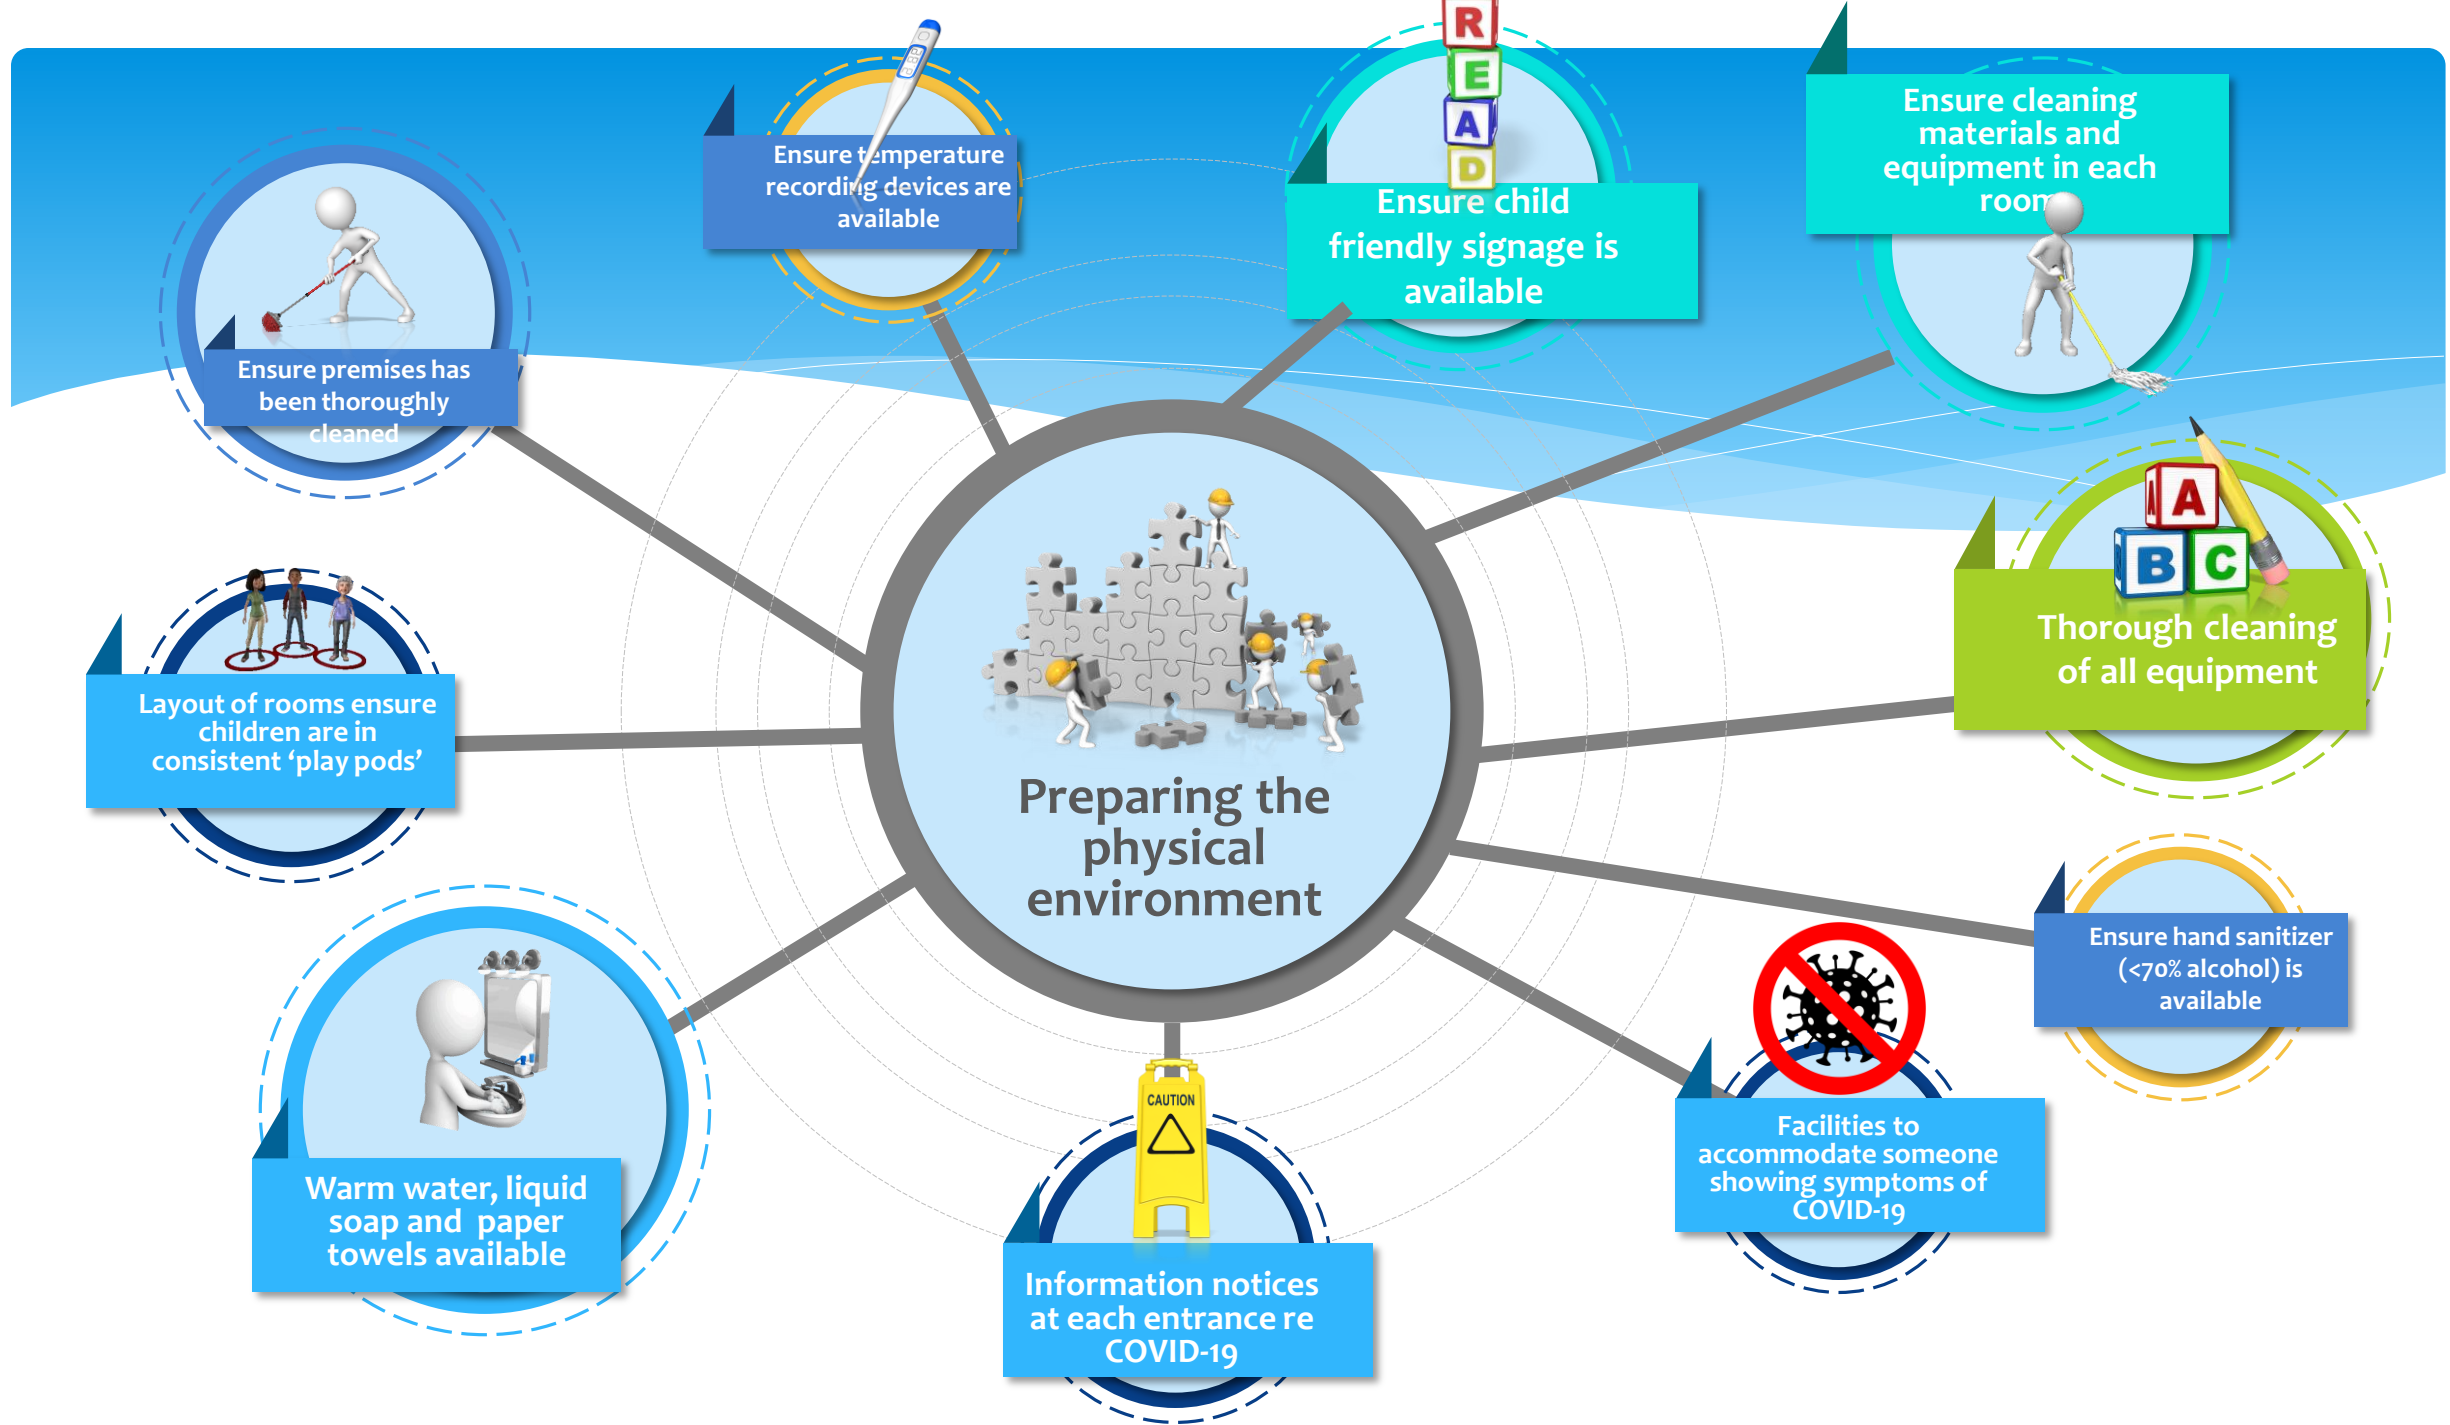 R
E
A
D
Ensure temperature
recording devices are
available
Ensure child
friendly signage is
available
Ensure cleaning
materials and
equipment in each
room
Ensure premises has
been thoroughly
cleaned
A
A
B
C
Thorough cleaning
of all equipment
Layout of rooms ensure
children are in
consistent ‘play pods’
Preparing the
physical
environment
Ensure hand sanitizer
(<70% alcohol) is
available
Warm water, liquid
soap and paper
towels available
CAUTION
Information notices
at each entrance re
COVID-19
Facilities to
accommodate someone
showing symptoms of
COVID-19